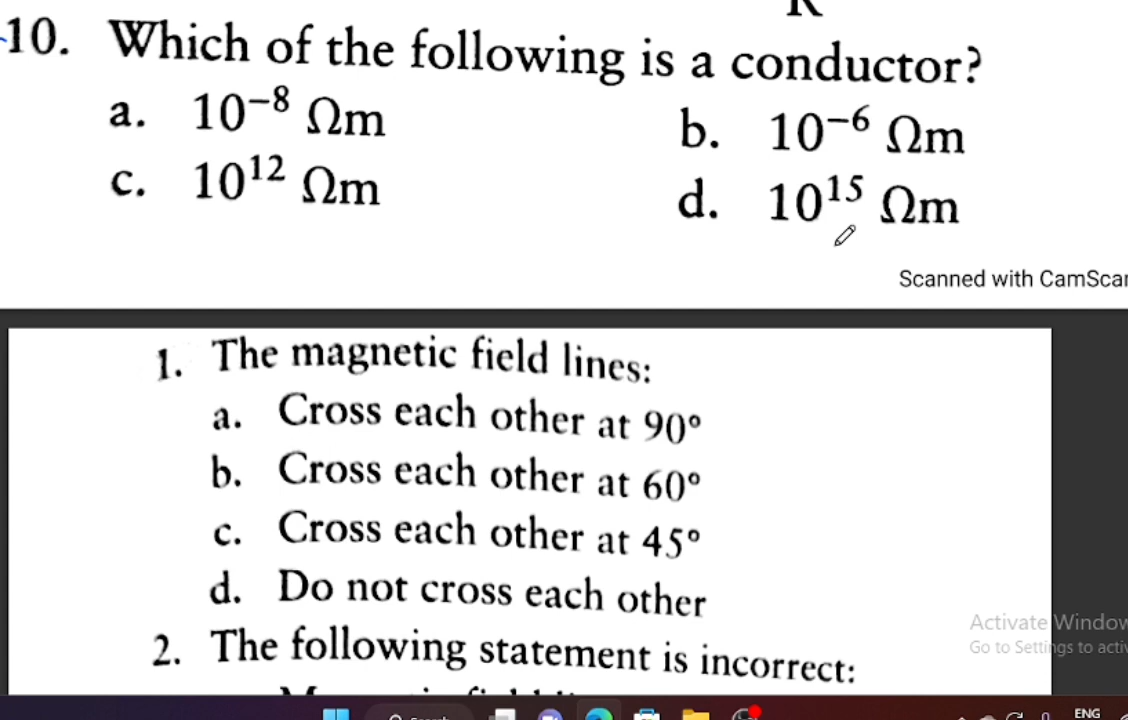 10. Which of the following is a conductor?
a. 10⁻⁸ Ωm b. 10⁻⁶ Ωm
c. 10¹² Ωm d. 10¹⁵ Ωm
Scanned with CamScan
1. The magnetic field lines:
a. Cross each other at 90°
b. Cross each other at 60°
c. Cross each other at 45°
d. Do not cross each other
Activate Window
Go to Settings to activ
2. The following statement is incorrect:
ENG